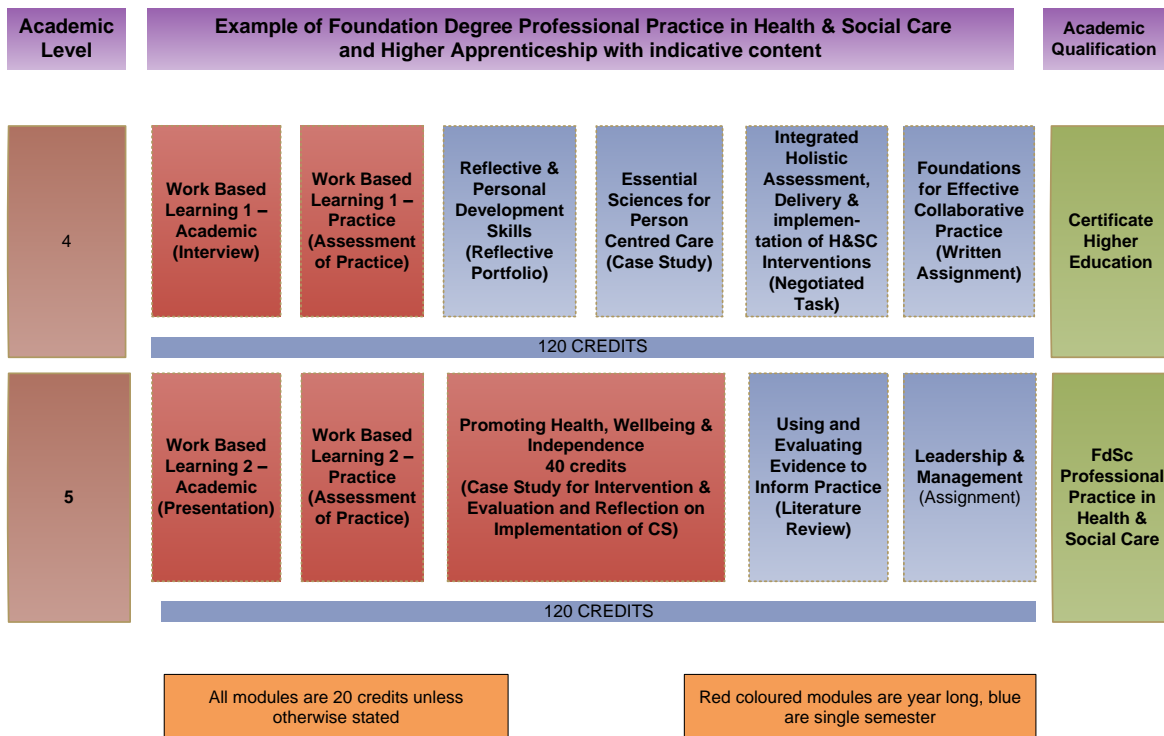 Academic
Level
Example of Foundation Degree Professional Practice in Health & Social Care
and Higher Apprenticeship with indicative content
Academic
Qualification
4
Work Based
Learning 1 –
Academic
(Interview)
Work Based
Learning 1 -
Practice
(Assessment
of Practice)
Reflective &
Personal
Development
Skills
(Reflective
Portfolio)
Essential
Sciences for
Person
Centred Care
(Case Study)
Integrated
Holistic
Assessment,
Delivery &
implemen-
tation of H&SC
Interventions
(Negotiated
Task)
Foundations
for Effective
Collaborative
Practice
(Written
Assignment)
Certificate
Higher
Education
120 CREDITS
5
Work Based
Learning 2 –
Academic
(Presentation)
Work Based
Learning 2 –
Practice
(Assessment
of Practice)
Promoting Health, Wellbeing &
Independence
40 credits
(Case Study for Intervention &
Evaluation and Reflection on
Implementation of CS)
Using and
Evaluating
Evidence to
Inform Practice
(Literature
Review)
Leadership &
Management
(Assignment)
FdSc
Professional
Practice in
Health &
Social Care
120 CREDITS
All modules are 20 credits unless
otherwise stated
Red coloured modules are year long, blue
are single semester